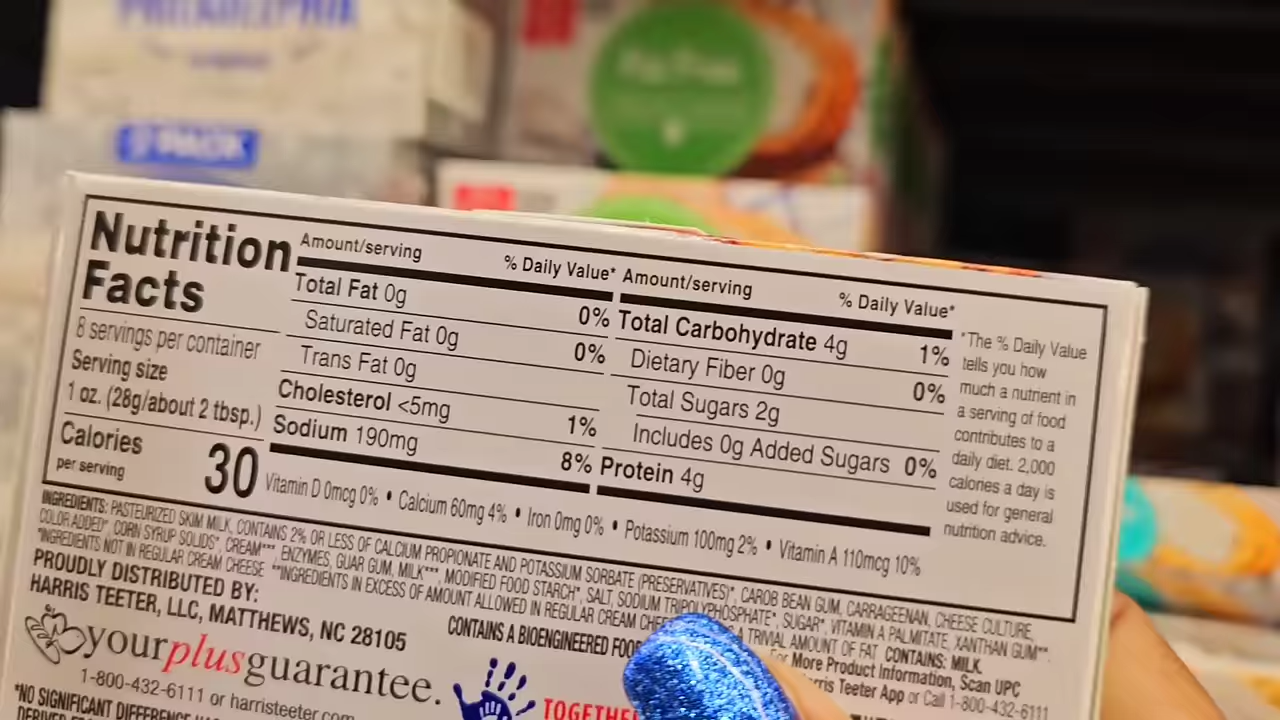 PHILADELPHIA
2 PACK
Fat Free
Nutrition
Facts
8 servings per container
Serving size
1 oz. (28g/about 2 tbsp.)
Calories
per serving
30
Amount/serving
% Daily Value*
Total Fat 0g
0%
Saturated Fat 0g
0%
Trans Fat 0g
Cholesterol <5mg
1%
Sodium 190mg
8%
Amount/serving
% Daily Value*
Total Carbohydrate 4g
1%
Dietary Fiber 0g
0%
Total Sugars 2g
Includes 0g Added Sugars
0%
Protein 4g
*The % Daily Value
tells you how
much a nutrient in
a serving of food
contributes to a
daily diet. 2,000
calories a day is
used for general
nutrition advice.
Vitamin D 0mcg 0% • Calcium 60mg 4% • Iron 0mg 0% • Potassium 100mg 2% • Vitamin A 110mcg 10%
INGREDIENTS: PASTEURIZED SKIM MILK, CONTAINS 2% OR LESS OF CALCIUM PROPIONATE AND POTASSIUM SORBATE (PRESERVATIVES)*, CAROB BEAN GUM, CARRAGEENAN, CHEESE CULTURE,
COLOR ADDED*, CORN SYRUP SOLIDS*, CREAM***, ENZYMES, GUAR GUM, MILK***, MODIFIED FOOD STARCH*, SALT, SODIUM TRIPOLYPHOSPHATE*, SUGAR*, VITAMIN A PALMITATE, XANTHAN GUM**.
*INGREDIENTS NOT IN REGULAR CREAM CHEESE **INGREDIENTS IN EXCESS OF AMOUNT ALLOWED IN REGULAR CREAM A TRIVIAL AMOUNT OF FAT CONTAINS: MILK.
PROUDLY DISTRIBUTED BY:
HARRIS TEETER, LLC, MATTHEWS, NC 28105
CONTAINS A BIOENGINEERED
For More Product Information, Scan UPC
Teeter App or Call 1-800-432-6111
yourplusguarantee.
1-800-432-6111 or harristeeter.com
TOGETHER
*NO SIGNIFICANT DIFFERENCE